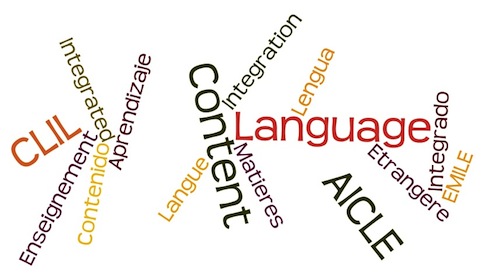 CLIL
Integrated
Enseignement
Contenido
Aprendizaje
Content
Integration
Langue
Matieres
Lengua
Language
AICLE
Etrangere
Integrado
EMILE